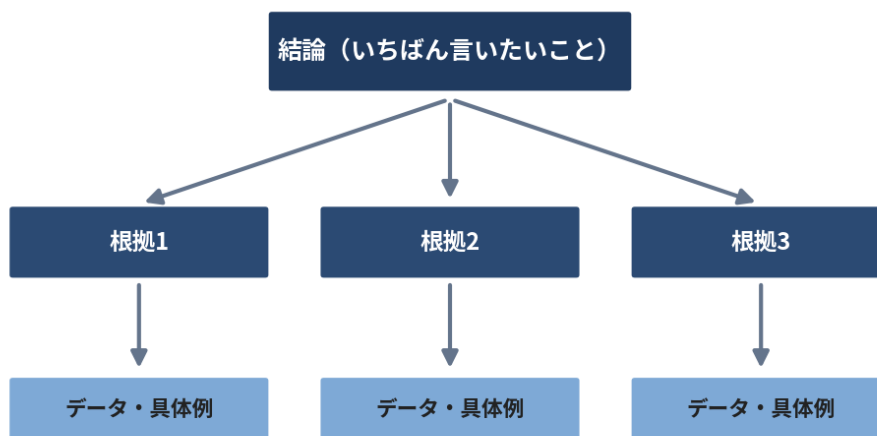 結論（いちばん言いたいこと）
根拠1
根拠2
根拠3
データ・具体例
データ・具体例
データ・具体例